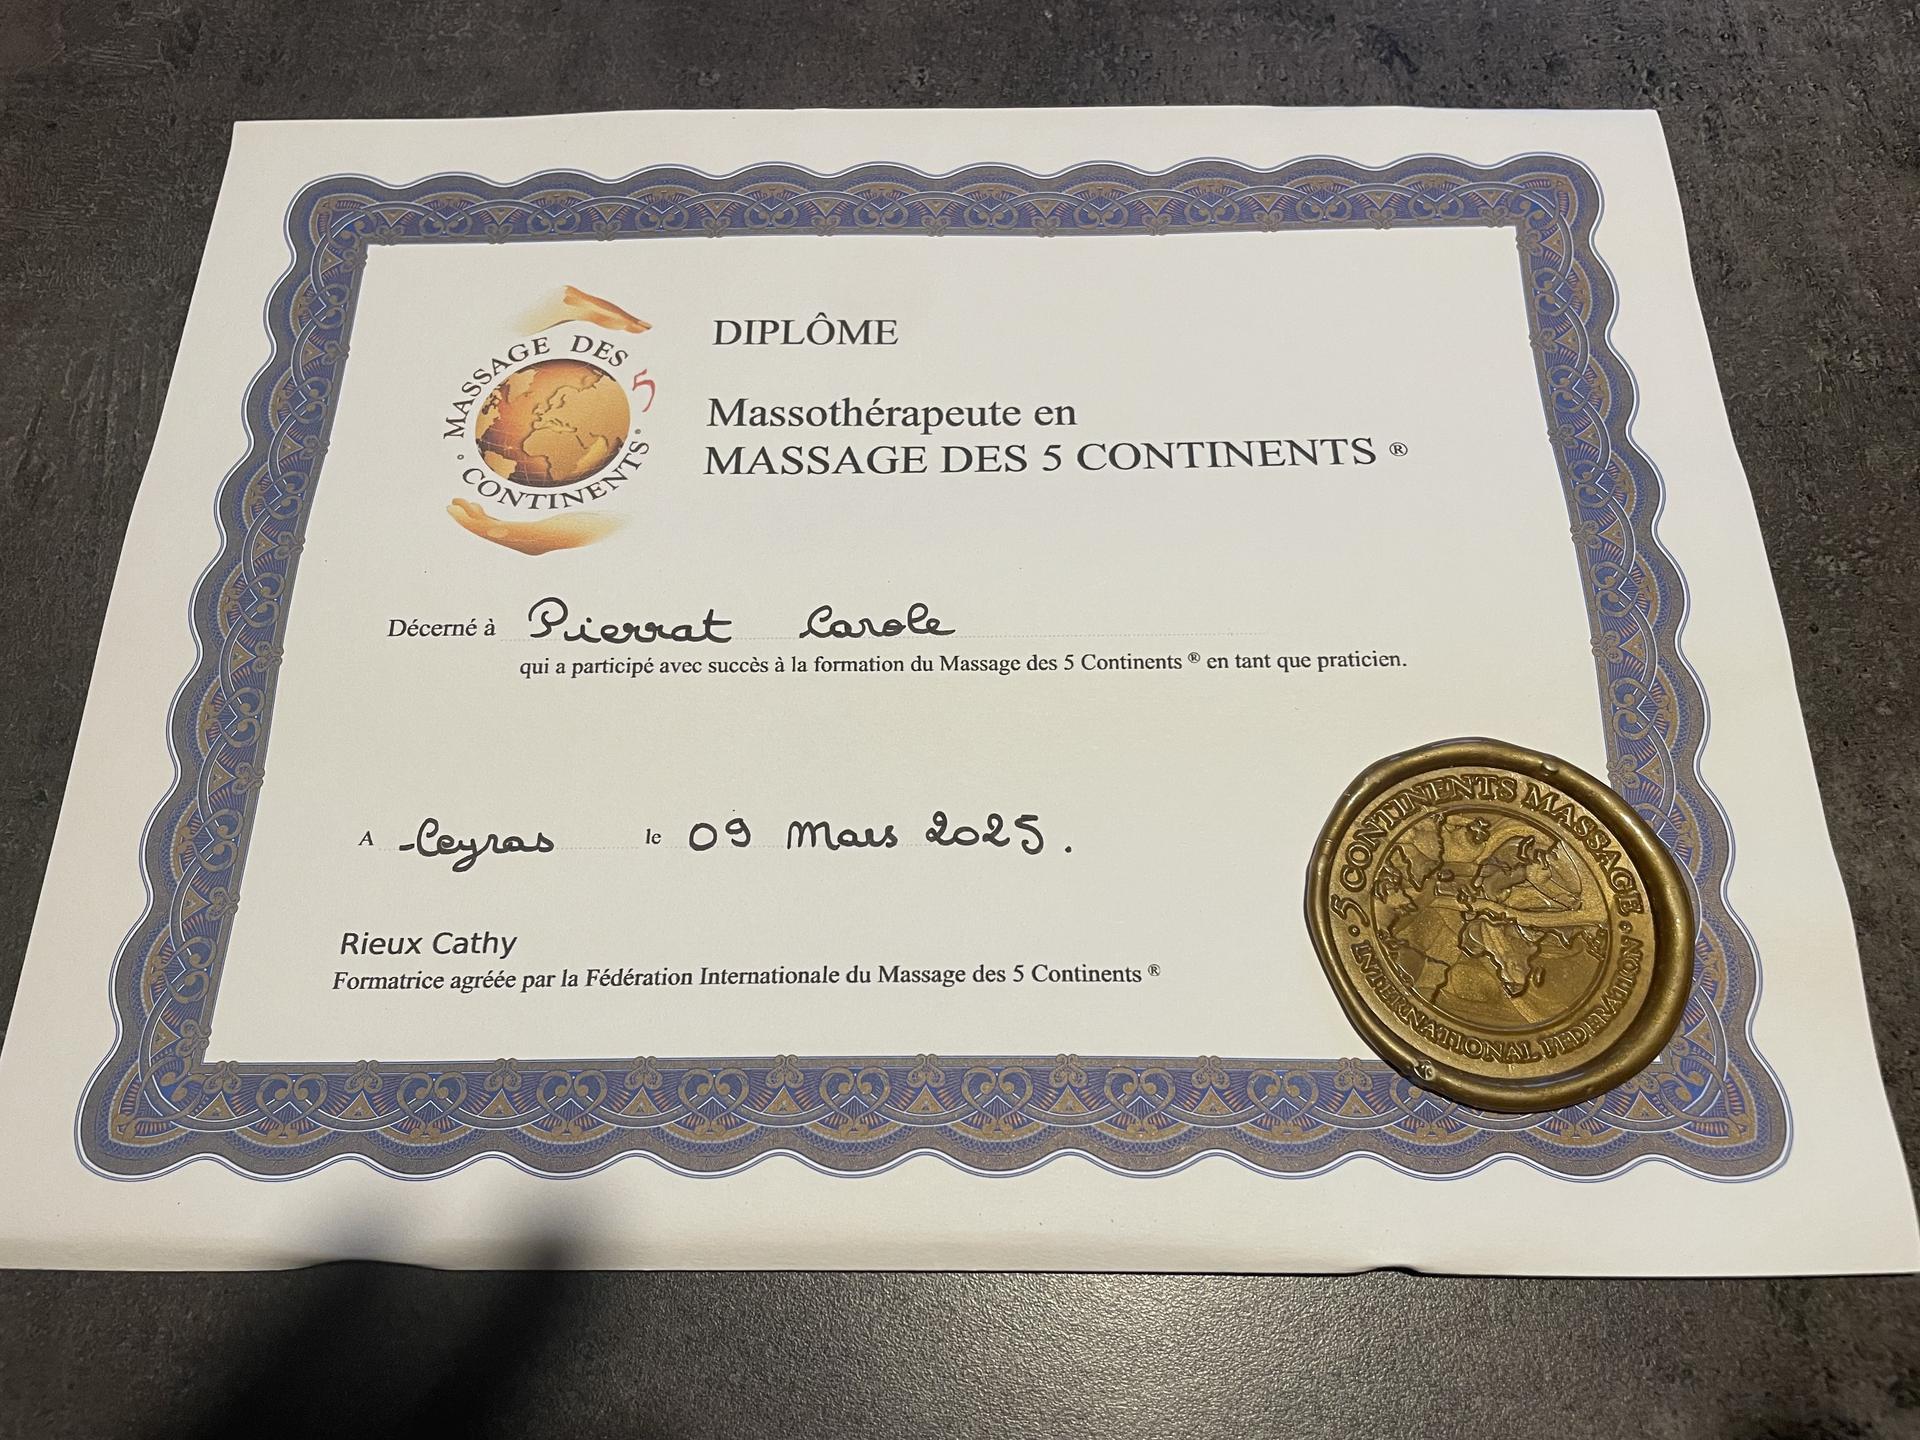 MASSAGE DES 5
CONTINENTS
DIPLÔME
Massothérapeute en
MASSAGE DES 5 CONTINENTS ®
Décerné à Pierrat Carole
qui a participé avec succès à la formation du Massage des 5 Continents ® en tant que praticien.
A Ceyras le 09 Mars 2025.
Rieux Cathy
Formatrice agréée par la Fédération Internationale du Massage des 5 Continents ®
5 CONTINENTS MASSAGE
INTERNATIONAL FEDERATION